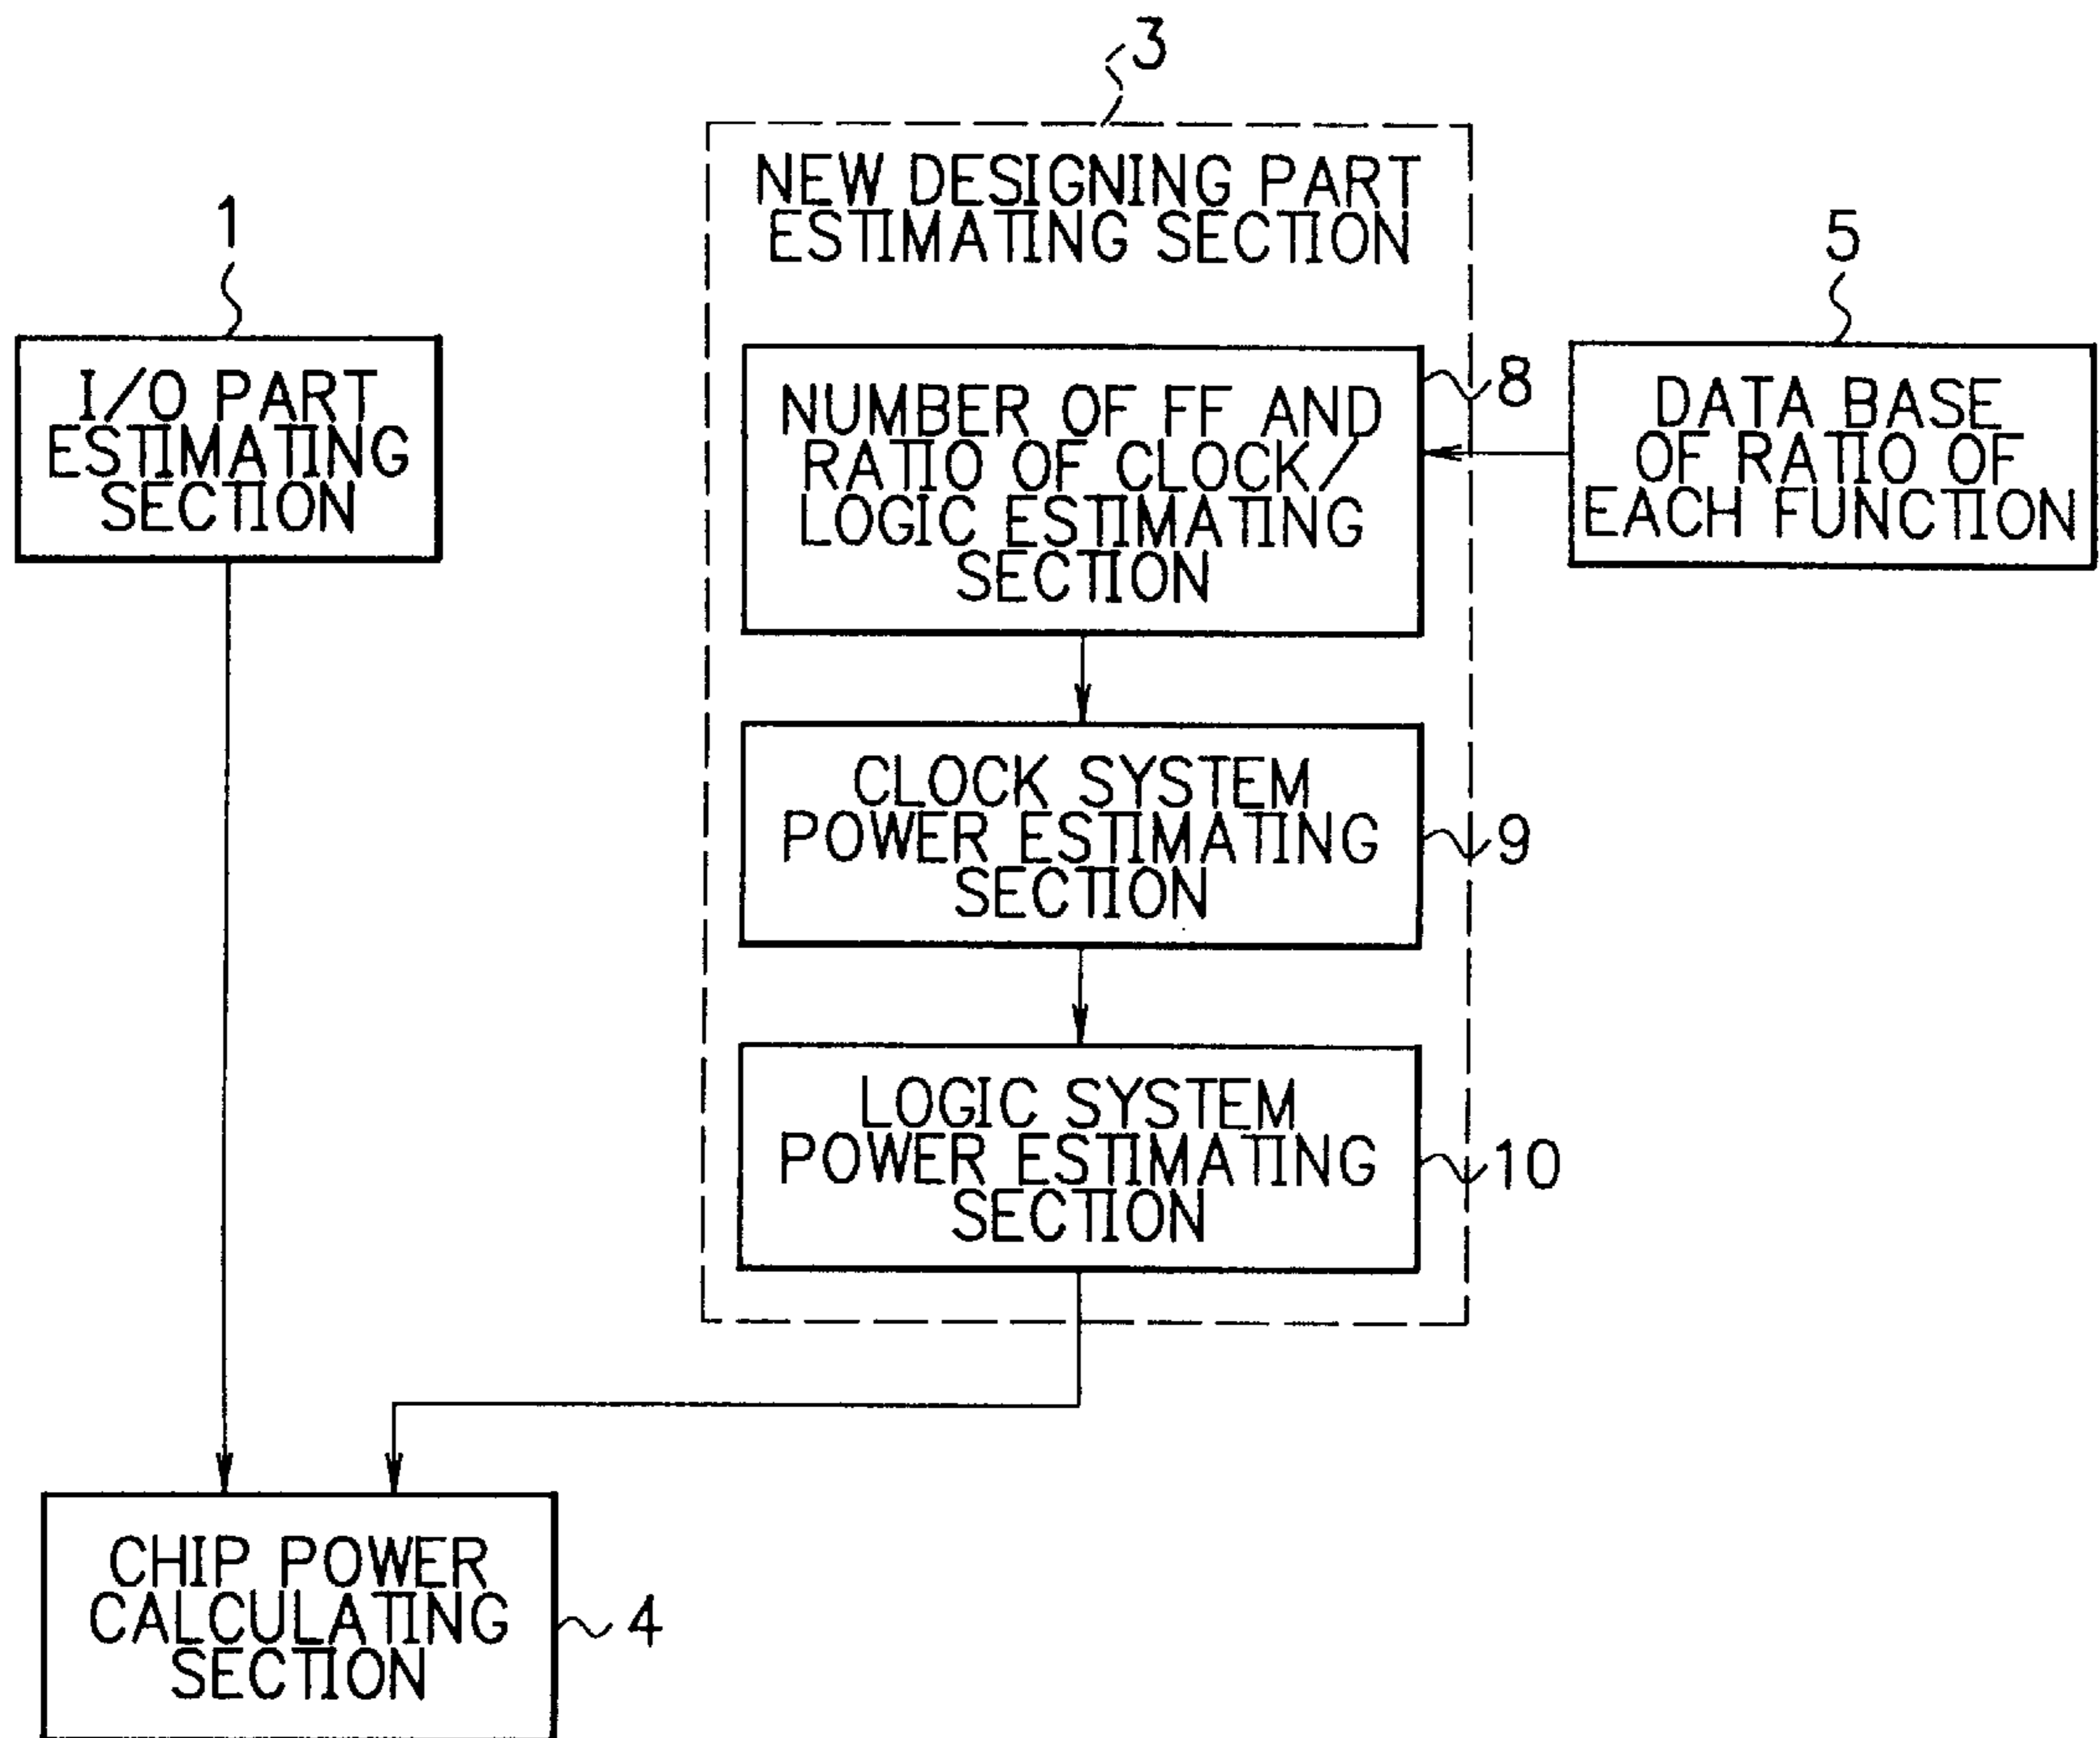 3
NEW DESIGNING PART
ESTIMATING SECTION
1
I/O PART
ESTIMATING
SECTION
5
DATA BASE
OF RATIO OF
EACH FUNCTION
8
NUMBER OF FF AND
RATIO OF CLOCK/
LOGIC ESTIMATING
SECTION
CLOCK SYSTEM
POWER ESTIMATING
SECTION
9
LOGIC SYSTEM
POWER ESTIMATING
SECTION
10
CHIP POWER
CALCULATING
SECTION
4